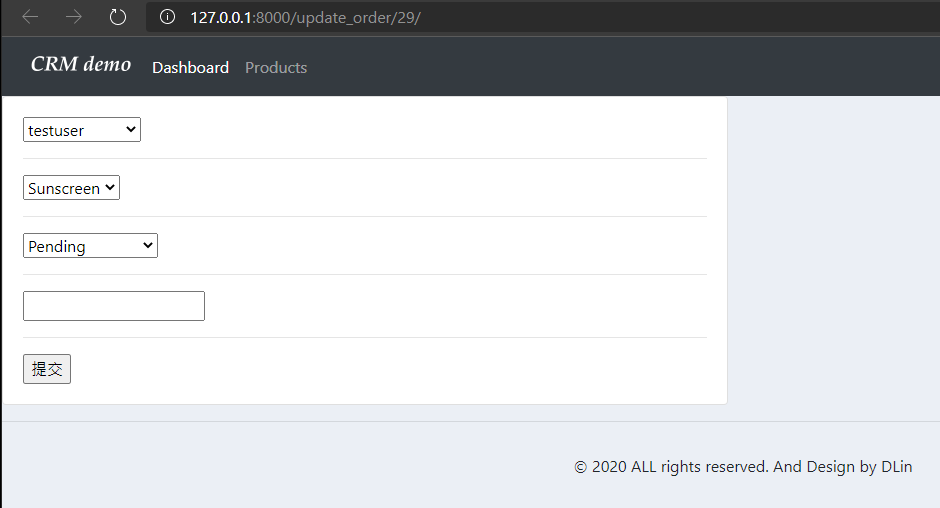 127.0.0.1:8000/update_order/29/
CRM demo Dashboard Products
testuser
Sunscreen
Pending
提交
© 2020 ALL rights reserved. And Design by DLin